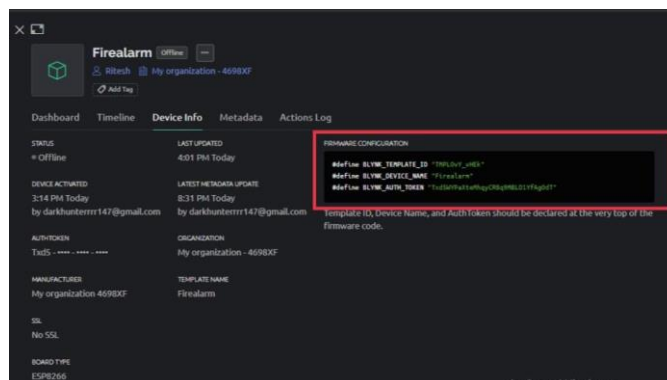 Firealarm Offline
Ritesh My organization - 4698XF
Add Tag
Dashboard Timeline Device Info Metadata Actions Log
STATUS
Offline
LAST UPDATED
4:01 PM Today
FIRMWARE CONFIGURATION
#define BLYNK_TEMPLATE_ID
#define BLYNK_DEVICE_NAME "Firealarm"
#define BLYNK_AUTH_TOKEN
Template ID, Device Name, and AuthToken should be declared at the very top of the
firmware code.
DEVICE ACTIVATED
3:14 PM Today
by darkhunterrrr147@gmail.com
LATEST METADATA UPDATE
8:31 PM Today
by darkhunterrrr147@gmail.com
AUTHTOKEN
Txd5 - •••• - •••• - ••••
ORGANIZATION
My organization - 4698XF
MANUFACTURER
My organization 4698XF
TEMPLATE NAME
Firealarm
SSL
No SSL
BOARD TYPE
ESP8266